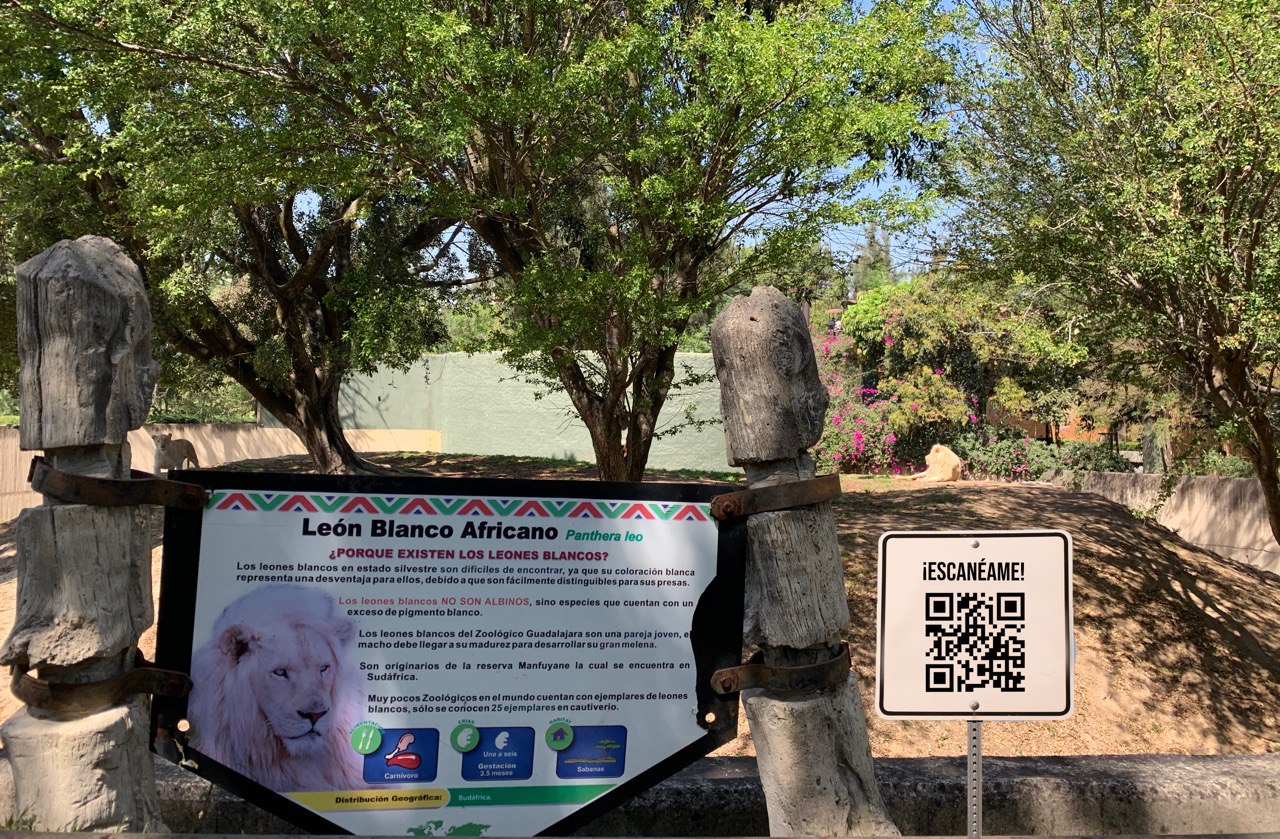 León Blanco Africano Panthera leo
¿PORQUE EXISTEN LOS LEONES BLANCOS?
Los leones blancos en estado silvestre son difíciles de encontrar, ya que su coloración blanca
representa una desventaja para ellos, debido a que son fácilmente distinguibles para sus presas.
Los leones blancos NO SON ALBINOS, sino especies que cuentan con un
exceso de pigmento blanco.
Los leones blancos del Zoológico Guadalajara son una pareja joven, el
macho debe llegar a su madurez para desarrollar su gran melena.
Son originarios de la reserva Manfuyane la cual se encuentra en
Sudáfrica.
Muy pocos Zoológicos en el mundo cuentan con ejemplares de leones
blancos, sólo se conocen 25 ejemplares en cautiverio.
ALIMENTACIÓN
Carnívoro
CRÍAS
Una a seis
Gestación
3.5 meses
HABITAT
Sabanas
Distribución Geográfica: Sudáfrica
¡ESCANÉAME!